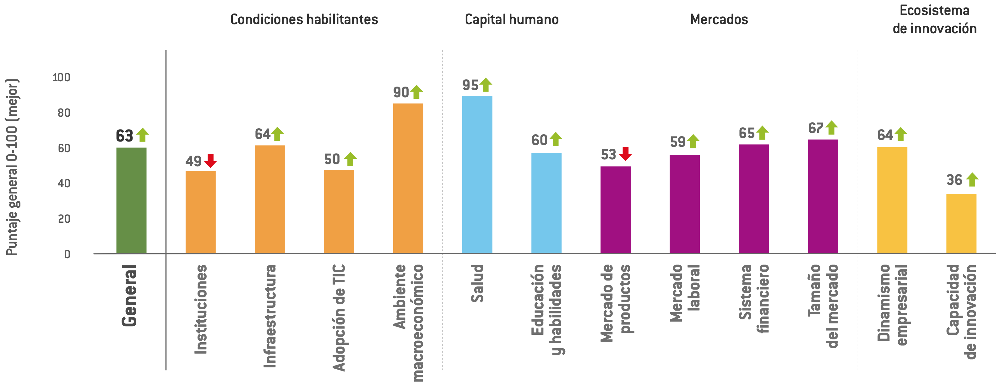 Condiciones habilitantes
Capital humano
Mercados
Ecosistema
de innovación
Puntaje general 0-100 (mejor)
100
80
60
40
20
0
63
49
64
50
90
95
60
53
59
65
67
64
36
General
Instituciones
Infraestructura
Adopción de TIC
Ambiente
macroeconómico
Salud
Educación
y habilidades
Mercado de
productos
Mercado
laboral
Sistema
financiero
Tamaño
del mercado
Dinamismo
empresarial
Capacidad
de innovación